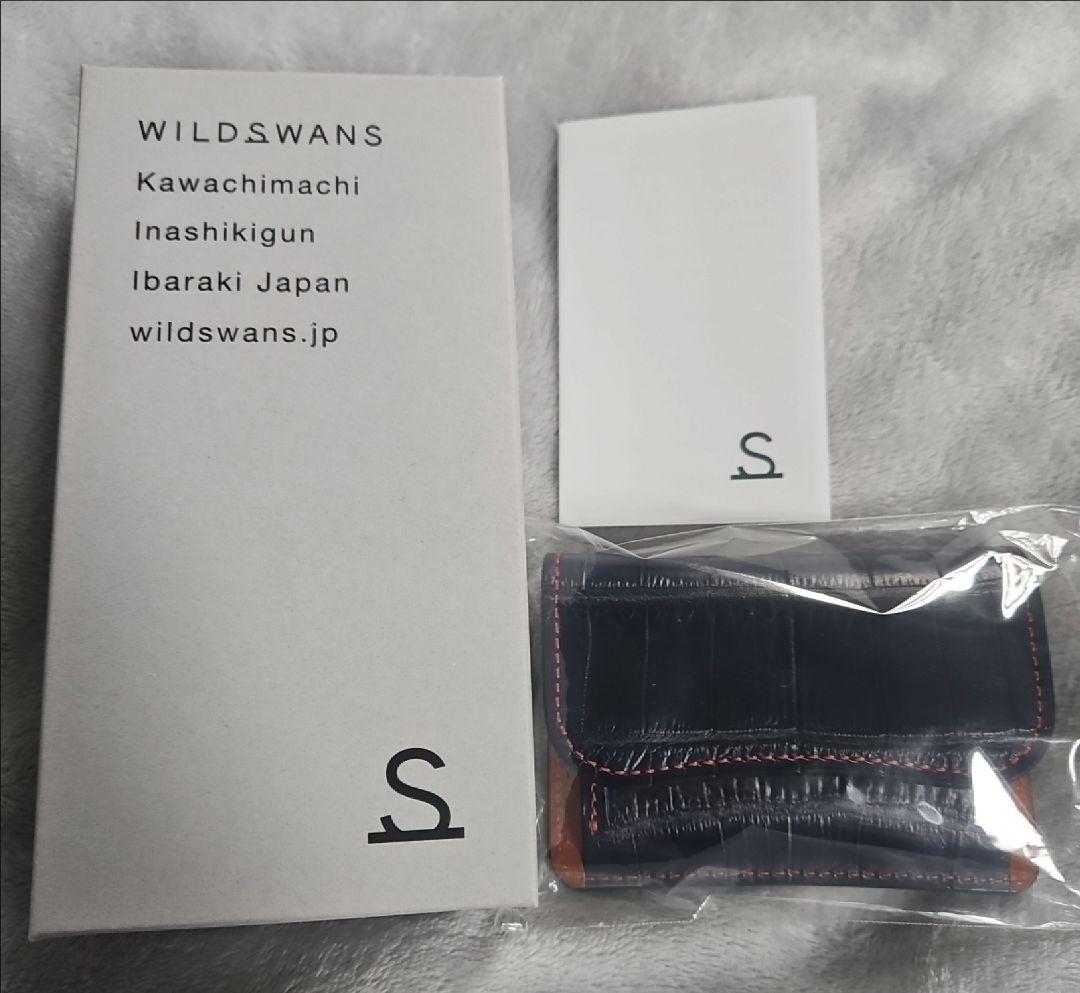 WILDSWANS
Kawachimachi
Inashikigun
Ibaraki Japan
wildswans.jp
S
S